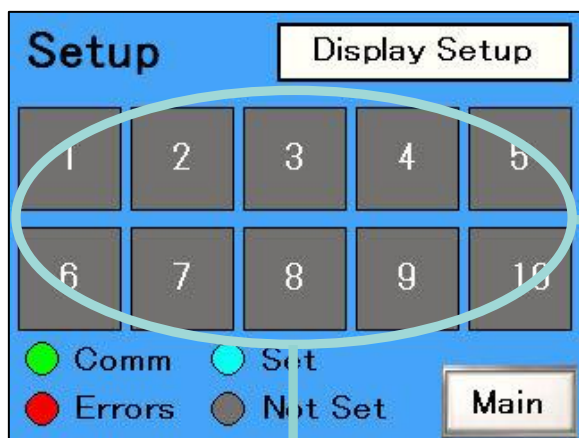 Setup
Display Setup
1 2 3 4 5
6 7 8 9 10
Comm Set
Errors Not Set
Main